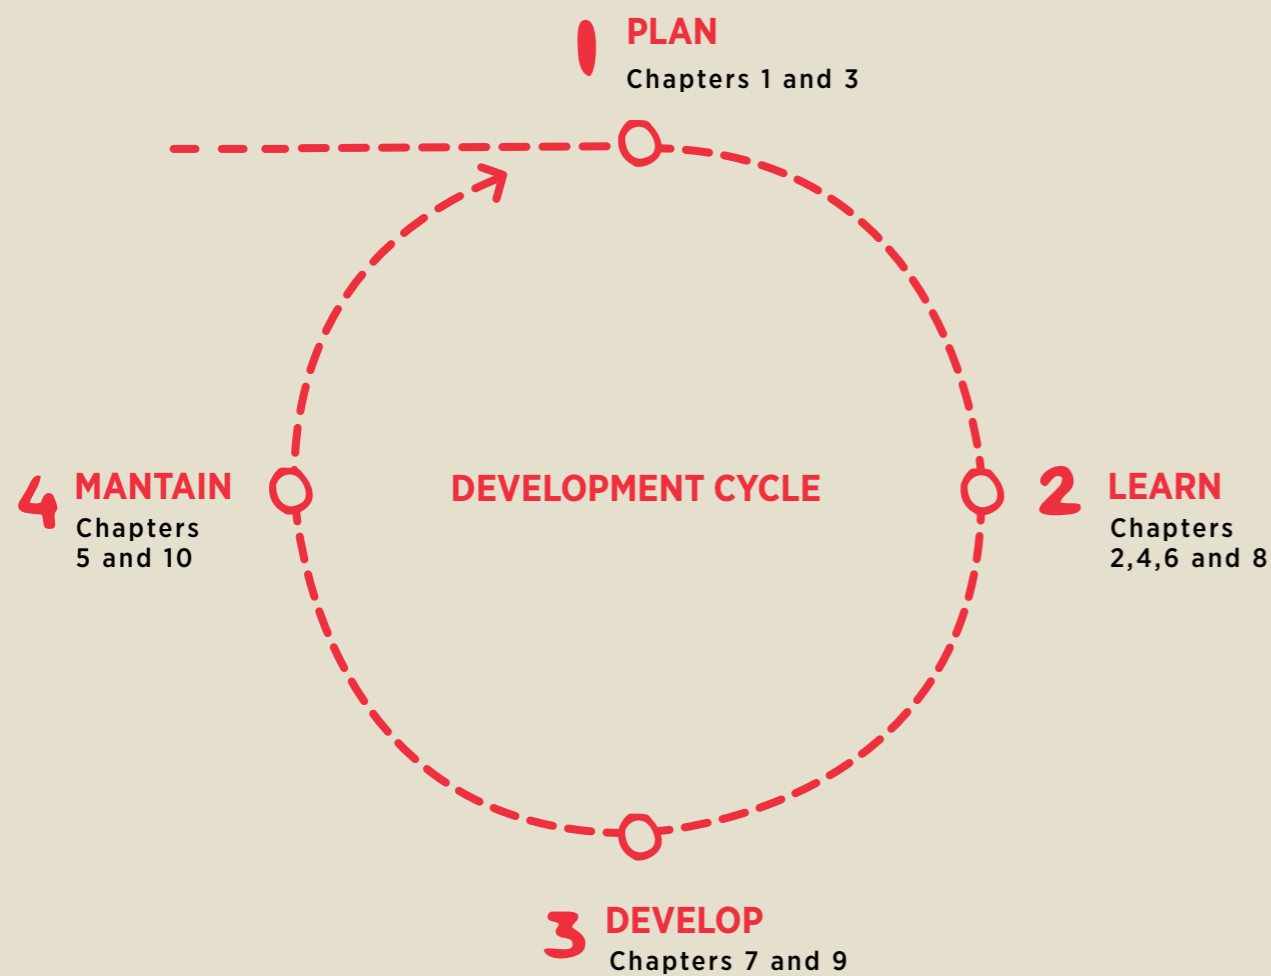 1 PLAN
Chapters 1 and 3
4 MANTAIN
Chapters
5 and 10
DEVELOPMENT CYCLE
2 LEARN
Chapters
2,4,6 and 8
3 DEVELOP
Chapters 7 and 9